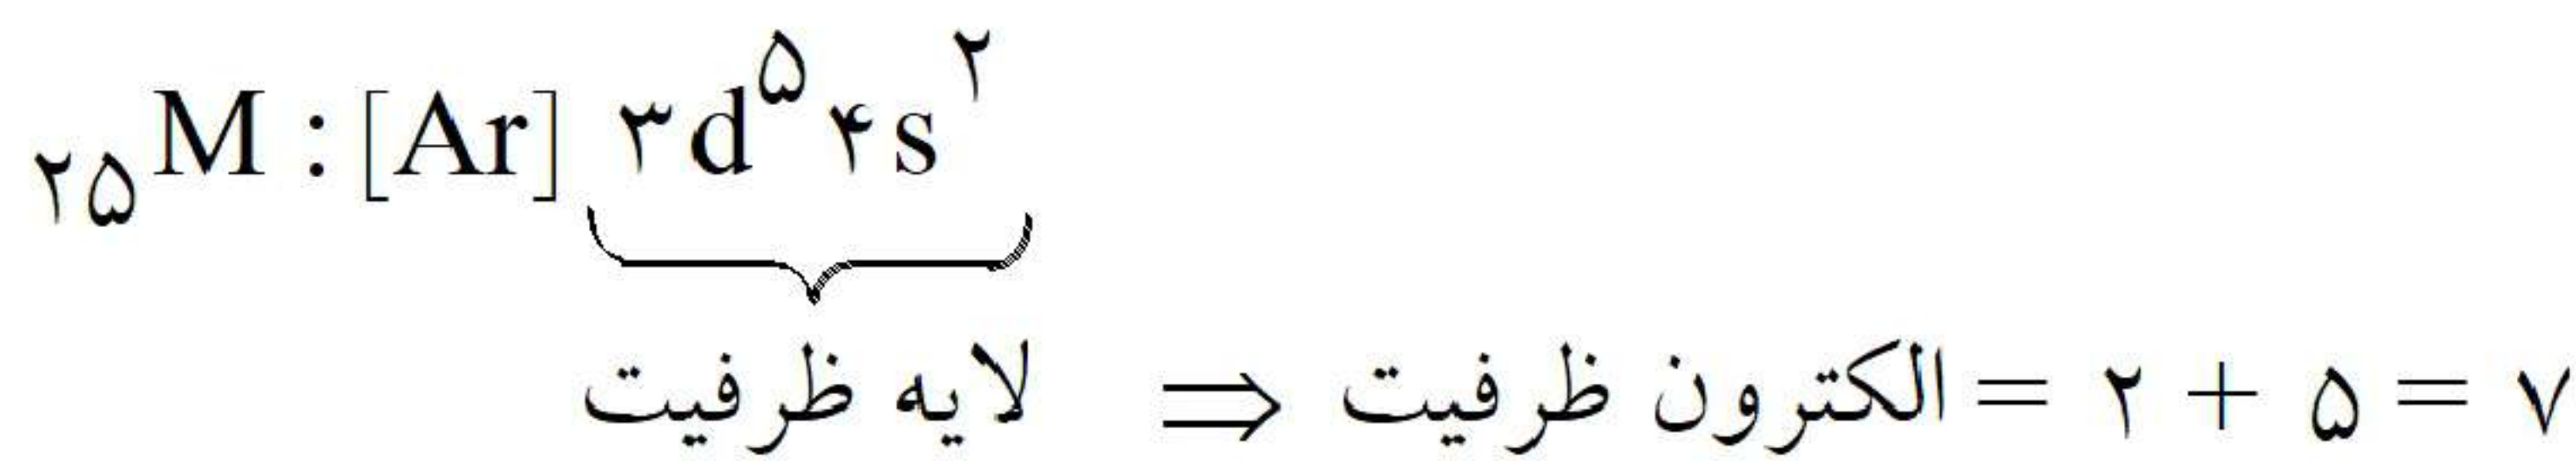 ۲۵M : [Ar] ۳d۵ ۴s۲
لایه ظرفیت ⇒ الکترون ظرفیت = ۲ + ۵ = ۷